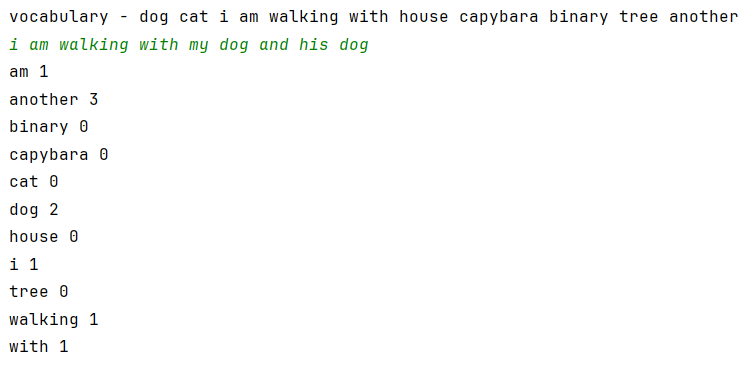 vocabulary - dog cat i am walking with house capybara binary tree another
i am walking with my dog and his dog
am 1
another 3
binary 0
capybara 0
cat 0
dog 2
house 0
i 1
tree 0
walking 1
with 1